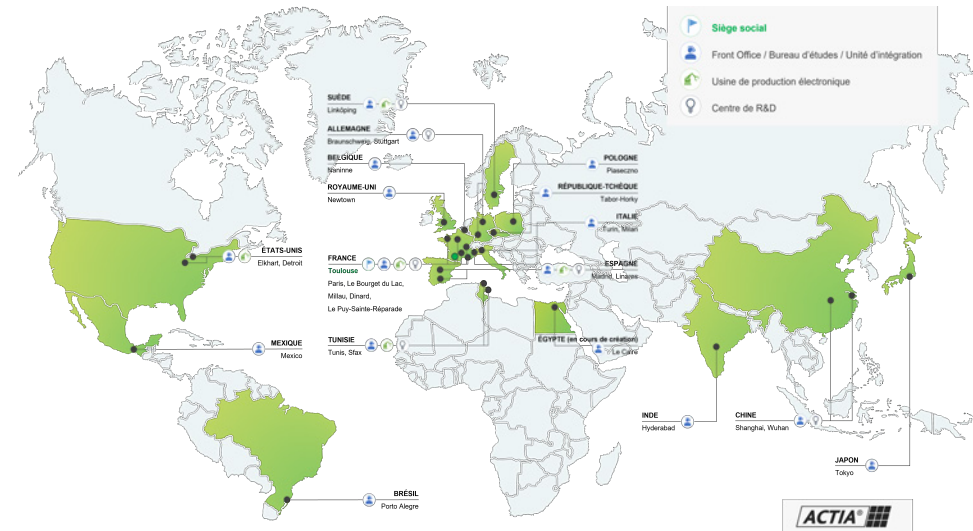 Siège social
Front Office / Bureau d'études / Unité d'intégration
Usine de production électronique
Centre de R&D
SUÈDE
Linköping
ALLEMAGNE
Braunschweig, Stuttgart
BELGIQUE
Naninne
ROYAUME-UNI
Newtown
POLOGNE
Piaseczno
RÉPUBLIQUE-TCHÈQUE
Tabor-Horky
ITALIE
Turin, Milan
ÉTATS-UNIS
Elkhart, Detroit
FRANCE
Toulouse
Paris, Le Bourget du Lac,
Millau, Dinard,
Le Puy-Sainte-Réparade
ESPAGNE
Madrid, Linares
MEXIQUE
Mexico
TUNISIE
Tunis, Sfax
ÉGYPTE (en cours de création)
Le Caire
INDE
Hyderabad
CHINE
Shanghai, Wuhan
JAPON
Tokyo
BRÉSIL
Porto Alegre
ACTIA®